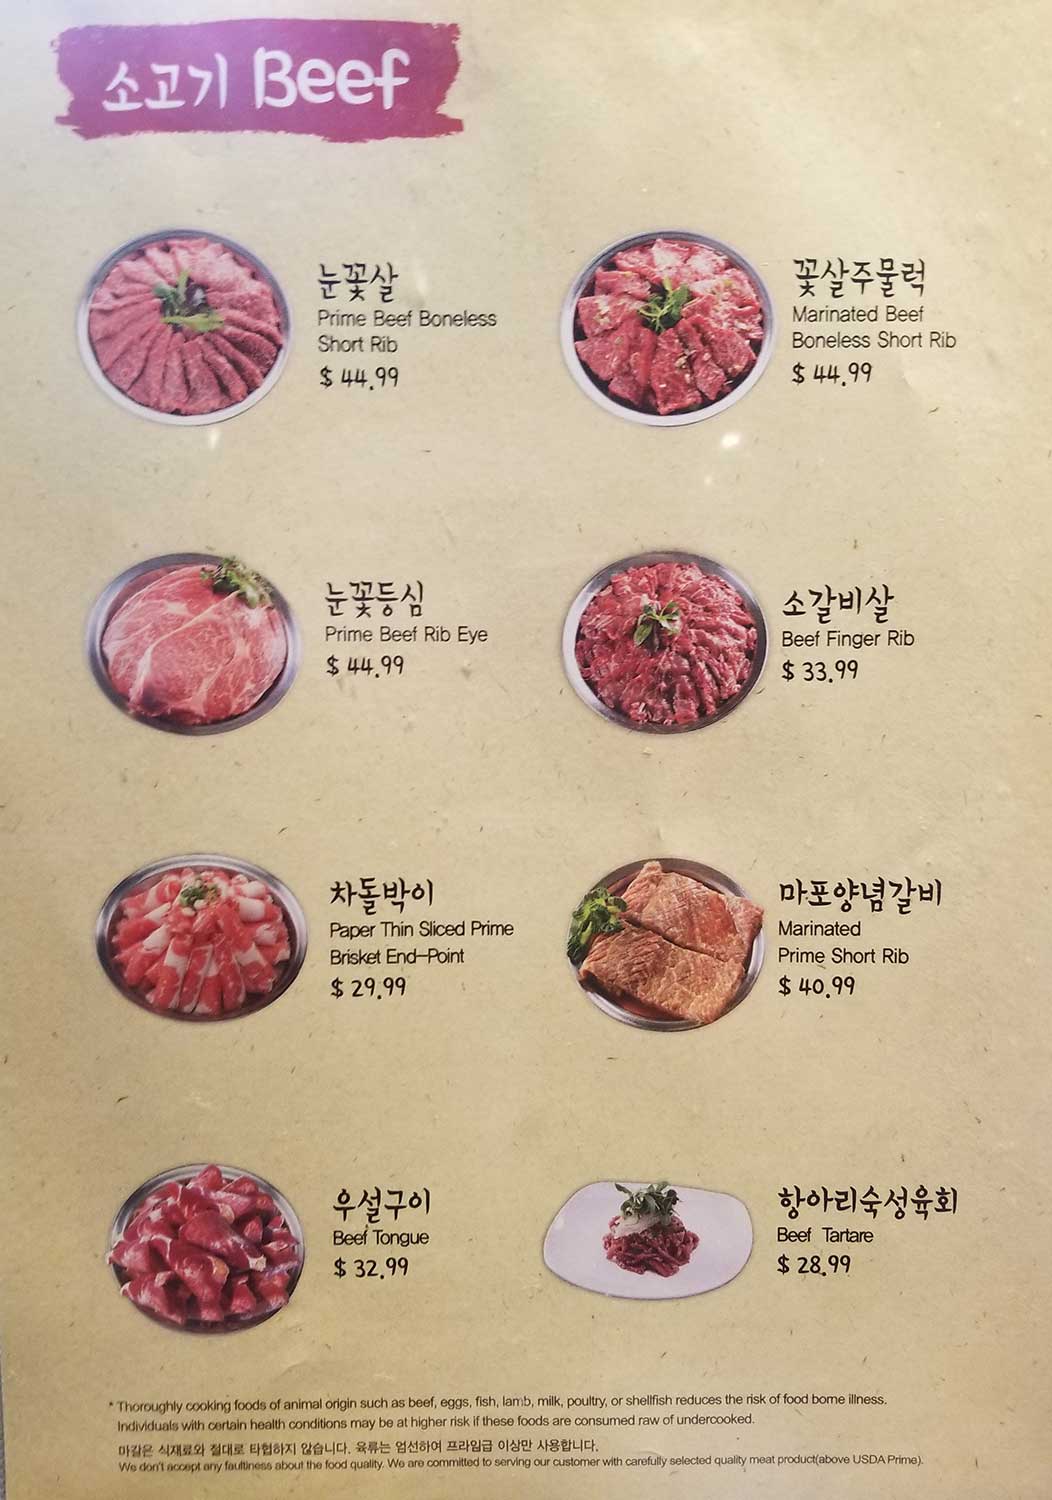 소고기 Beef
눈꽃살
Prime Beef Boneless
Short Rib
$ 44.99
꽃살주물럭
Marinated Beef
Boneless Short Rib
$ 44.99
눈꽃등심
Prime Beef Rib Eye
$ 44.99
소갈비살
Beef Finger Rib
$ 33.99
차돌박이
Paper Thin Sliced Prime
Brisket End-Point
$ 29.99
마포양념갈비
Marinated
Prime Short Rib
$ 40.99
우설구이
Beef Tongue
$ 32.99
항아리숙성육회
Beef Tartare
$ 28.99
* Thoroughly cooking foods of animal origin such as beef, eggs, fish, lamb, milk, poultry, or shellfish reduces the risk of food borne illness.
Individuals with certain health conditions may be at higher risk if these foods are consumed raw of undercooked.
마갈은 식재료와 절대로 타협하지 않습니다. 육류는 엄선하여 프라임급 이상만 사용합니다.
We don't accept any faultiness about the food quality. We are committed to serving our customer with carefully selected quality meat product(above USDA Prime).